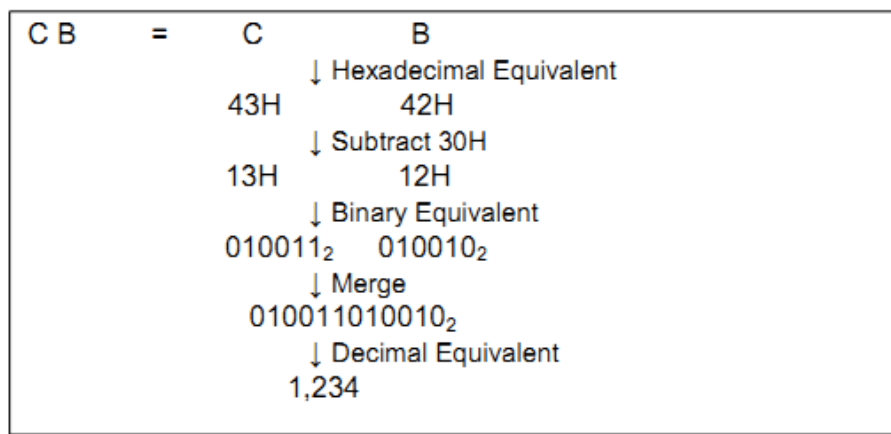 C B = C B
↓ Hexadecimal Equivalent
43H 42H
↓ Subtract 30H
13H 12H
↓ Binary Equivalent
010011₂ 010010₂
↓ Merge
010011010010₂
↓ Decimal Equivalent
1,234